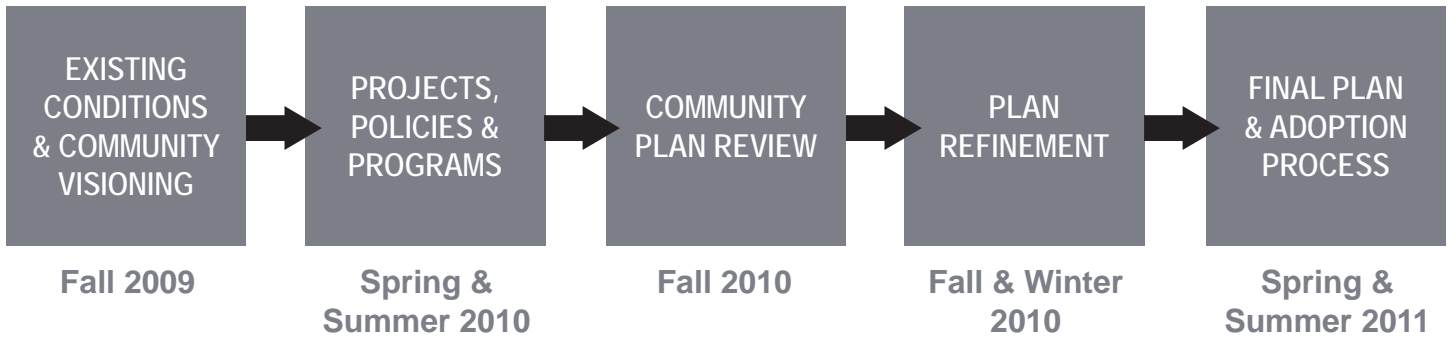 EXISTING
CONDITIONS
& COMMUNITY
VISIONING
Fall 2009
PROJECTS,
POLICIES &
PROGRAMS
Spring &
Summer 2010
COMMUNITY
PLAN REVIEW
Fall 2010
PLAN
REFINEMENT
Fall & Winter
2010
FINAL PLAN
& ADOPTION
PROCESS
Spring &
Summer 2011